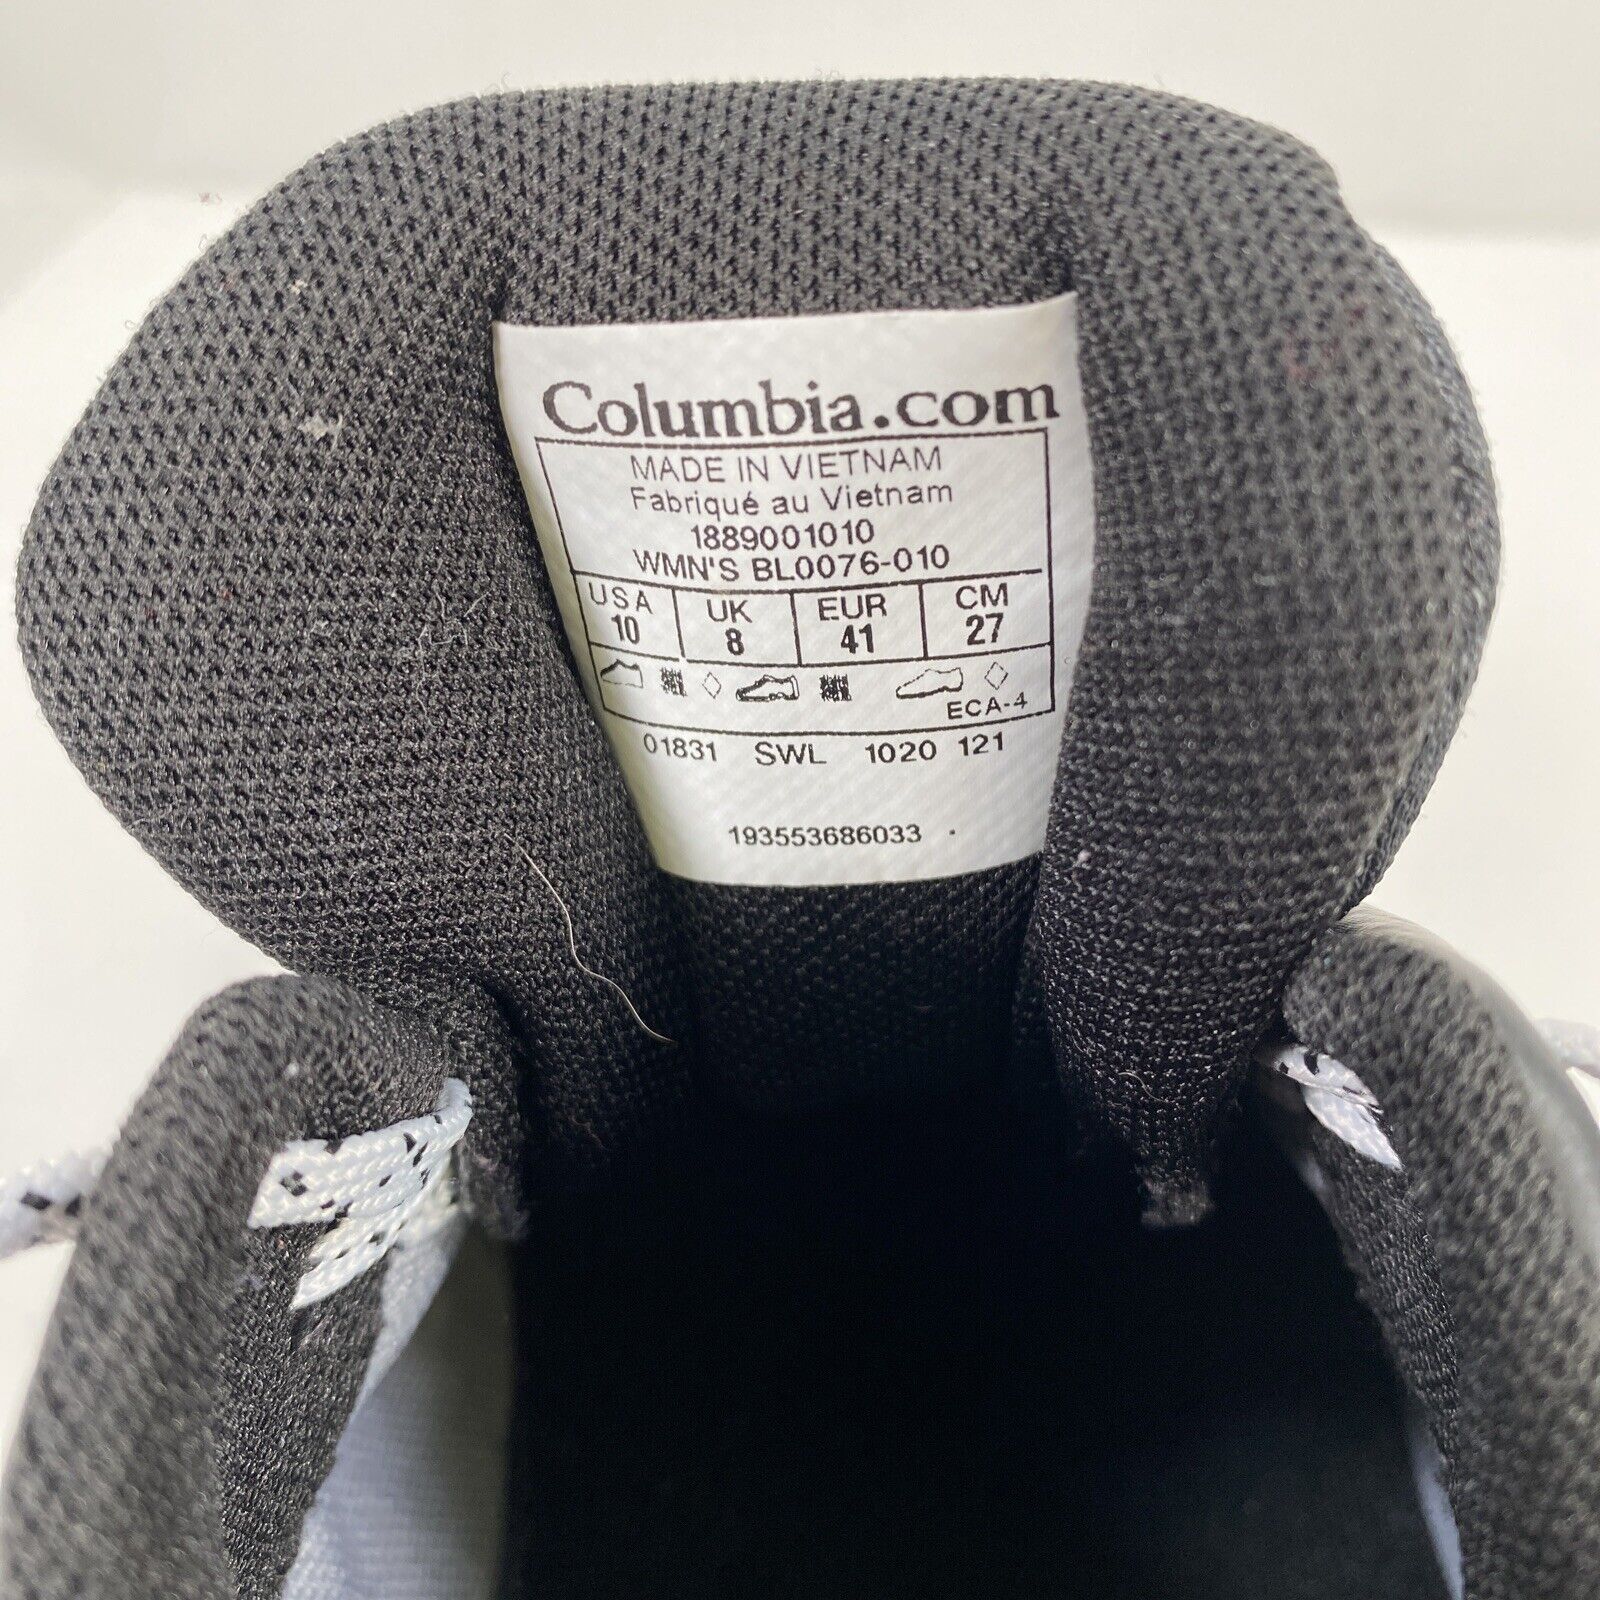 Columbia.com
MADE IN VIETNAM
Fabriqué au Vietnam
1889001010
WMN'S BL0076-010
USA UK EUR CM
10 8 41 27
ECA-4
01831 SWL 1020 121
193553686033